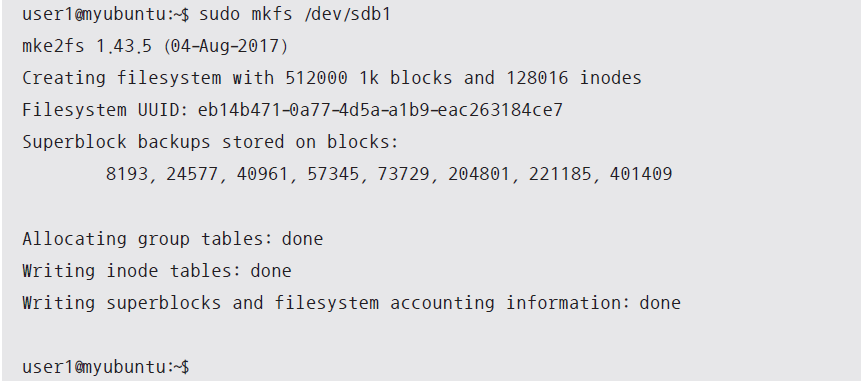 user1@myubuntu:~$ sudo mkfs /dev/sdb1
mke2fs 1.43.5 (04-Aug-2017)
Creating filesystem with 512000 1k blocks and 128016 inodes
Filesystem UUID: eb14b471-0a77-4d5a-a1b9-eac263184ce7
Superblock backups stored on blocks:
8193, 24577, 40961, 57345, 73729, 204801, 221185, 401409
Allocating group tables: done
Writing inode tables: done
Writing superblocks and filesystem accounting information: done
user1@myubuntu:~$